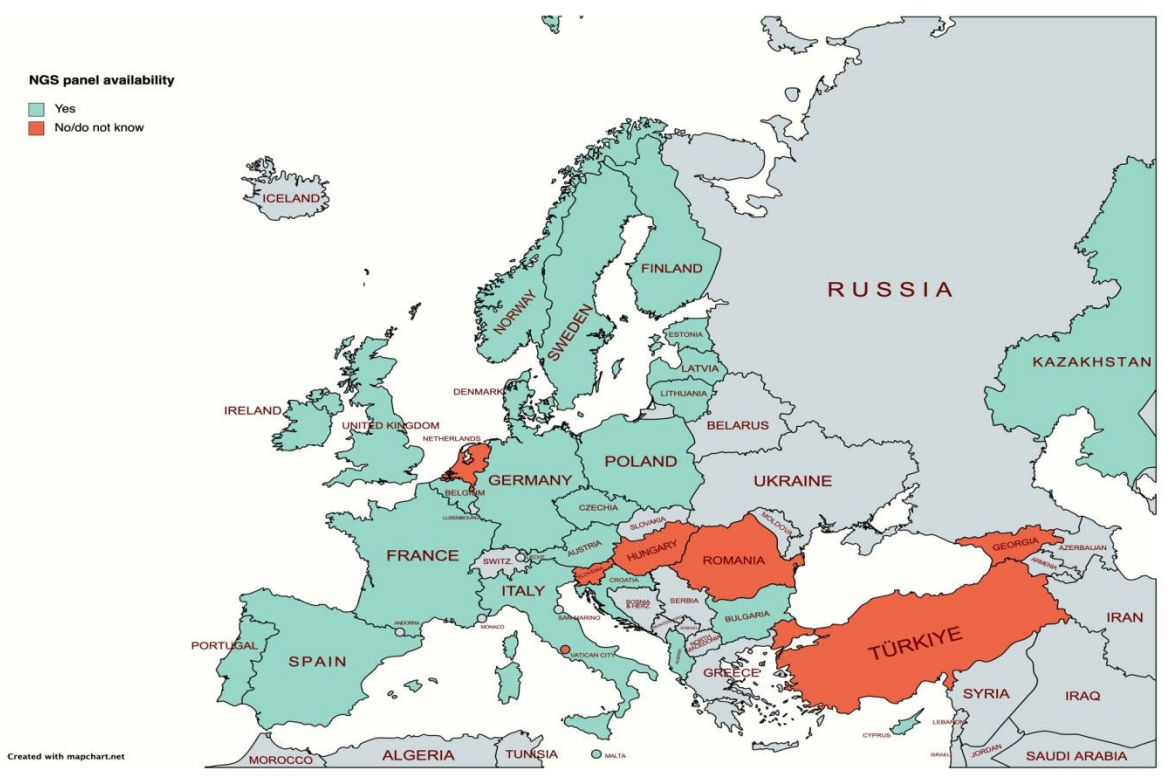 NGS panel availability
Yes
No/do not know
ICELAND
RUSSIA
FINLAND
NORWAY
SWEDEN
ESTONIA
LATVIA
LITHUANIA
KAZAKHSTAN
DENMARK
IRELAND
UNITED KINGDOM
NETHERLANDS
BELARUS
POLAND
GERMANY
BELGIUM
UKRAINE
LUXEMBOURG
CZECHIA
SLOVAKIA
MOLDOVA
FRANCE
SWITZ.
AUSTRIA
HUNGARY
ROMANIA
GEORGIA
AZERBAIJAN
ARMENIA
SLOVENIA
CROATIA
ITALY
BOSNIA
& HERZ.
SERBIA
BULGARIA
SAN MARINO
MONACO
ANDORRA
PORTUGAL
SPAIN
VATICAN CITY
NORTH
MACEDONIA
GREECE
TÜRKIYE
IRAN
SYRIA
IRAQ
CYPRUS
LEBANON
ISRAEL
JORDAN
SAUDI ARABIA
MALTA
MOROCCO
ALGERIA
TUNISIA
Created with mapchart.net